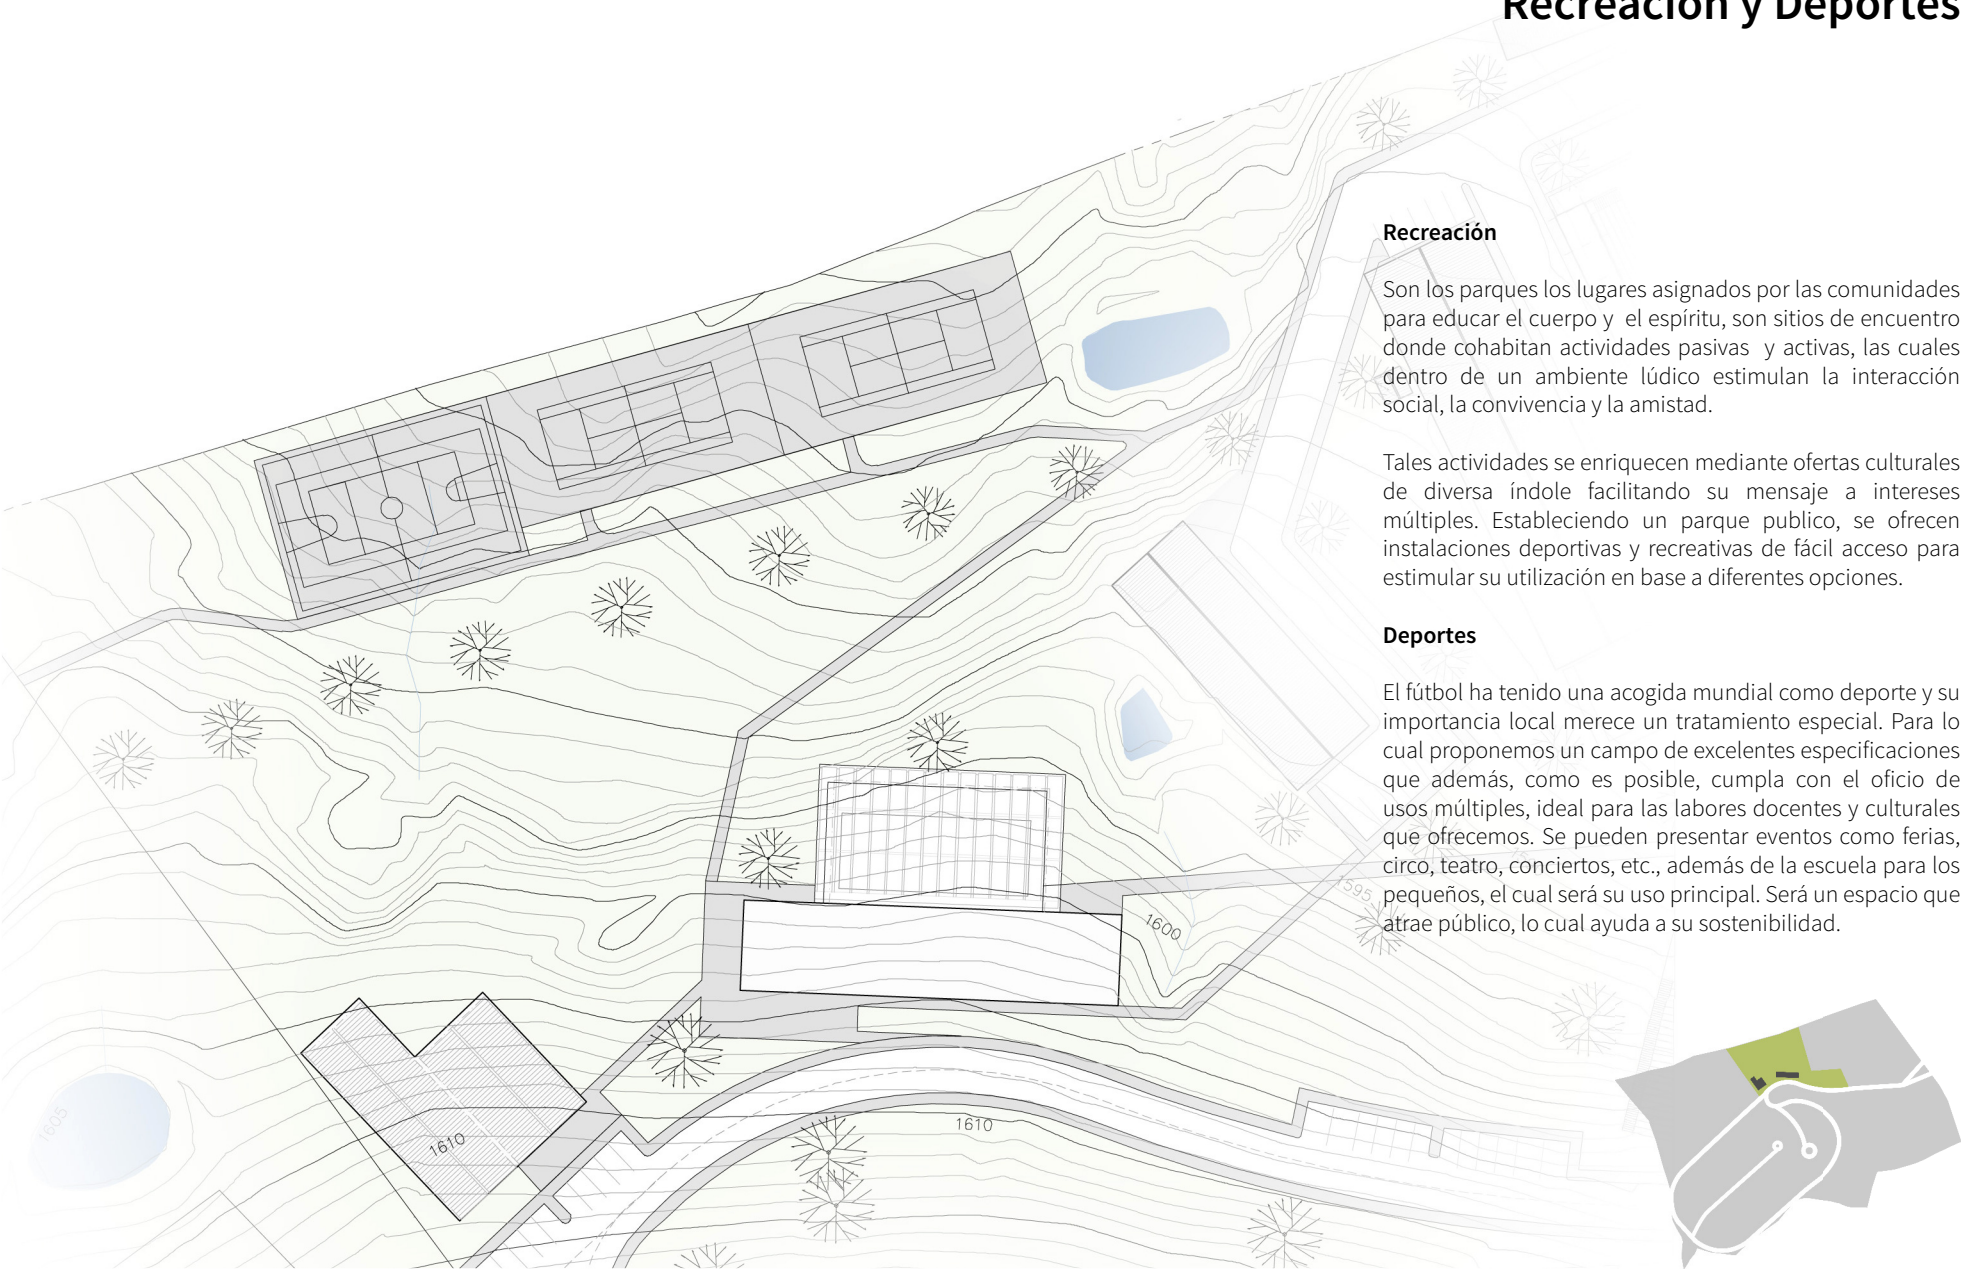 Recreación y Deportes
Recreación
Son los parques los lugares asignados por las comunidades
para educar el cuerpo y  el espíritu, son sitios de encuentro
donde cohabitan actividades pasivas  y activas, las cuales
dentro de un ambiente lúdico estimulan la interacción
social, la convivencia y la amistad.
Tales actividades se enriquecen mediante ofertas culturales
de diversa índole facilitando su mensaje a intereses
múltiples. Estableciendo un parque publico, se ofrecen
instalaciones deportivas y recreativas de fácil acceso para
estimular su utilización en base a diferentes opciones.
Deportes
El fútbol ha tenido una acogida mundial como deporte y su
importancia local merece un tratamiento especial. Para lo
cual proponemos un campo de excelentes especificaciones
que además, como es posible, cumpla con el oficio de
usos múltiples, ideal para las labores docentes y culturales
que ofrecemos. Se pueden presentar eventos como ferias,
circo, teatro, conciertos, etc., además de la escuela para los
pequeños, el cual será su uso principal. Será un espacio que
atrae público, lo cual ayuda a su sostenibilidad.
1595
1600
1605
1610
1610